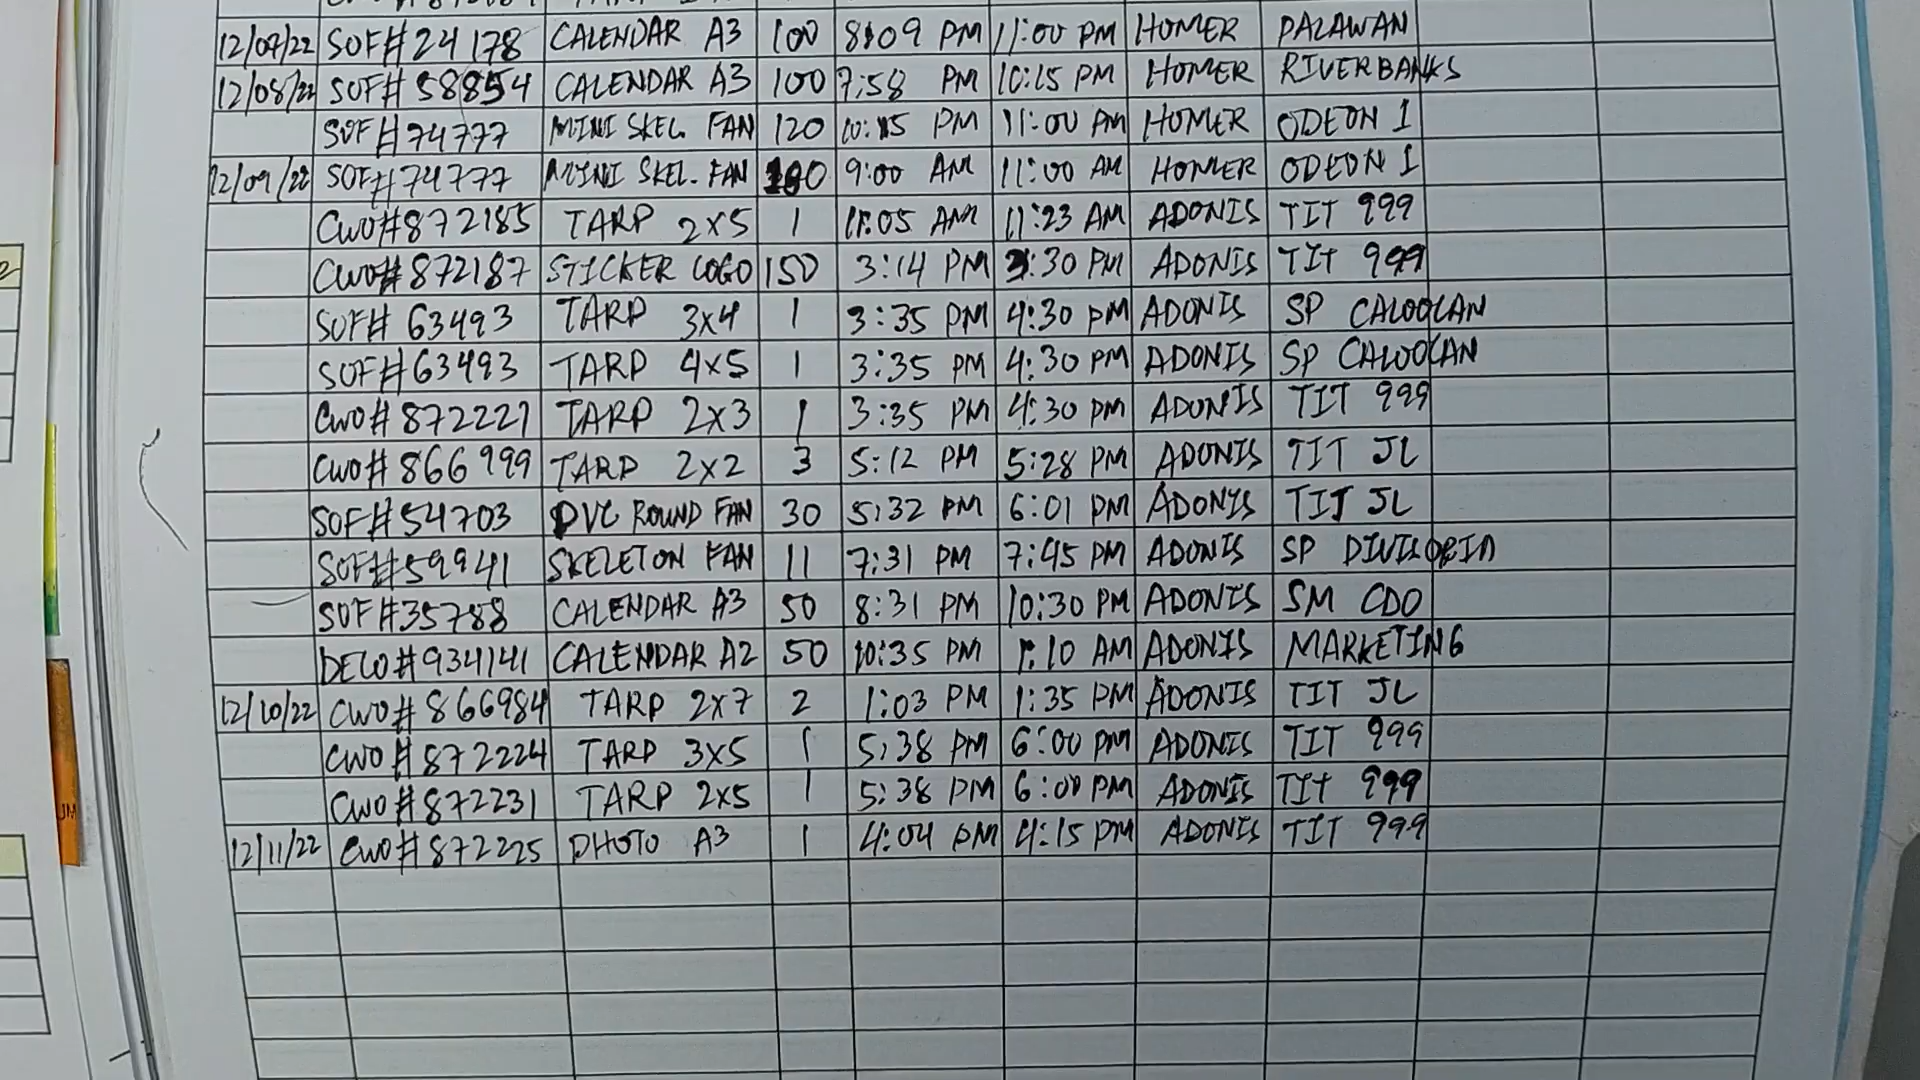 12/07/22 SOF# 24178 CALENDAR A3 100 8:09 PM 11:00 PM HOMER PALAWAN
12/08/22 SOF# 58854 CALENDAR A3 100 7:58 PM 10:15 PM HOMER RIVERBANKS
SOF# 74777 MINI SKEL. FAN 120 10:15 PM 11:00 AM HOMER ODEON 1
12/09/22 SOF# 74777 MINI SKEL. FAN 9:00 AM 11:00 AM HOMER ODEON 1
CWO# 872185 TARP 2x5 1 11:05 AM 11:23 AM ADONIS TIT 999
CWO# 872187 STICKER LOGO 150 3:14 PM 3:30 PM ADONIS TIT 999
SOF# 63493 TARP 3x4 1 3:35 PM 4:30 PM ADONIS SP CALOOCAN
SOF# 63493 TARP 4x5 1 3:35 PM 4:30 PM ADONIS SP CALOOCAN
CWO# 872221 TARP 2x3 1 3:35 PM 4:30 PM ADONIS TIT 999
CWO# 866999 TARP 2x2 3 5:12 PM 5:28 PM ADONIS TIT JL
SOF# 54703 PVC ROUND FAN 30 5:32 PM 6:01 PM ADONIS TIT JL
SOF# 59941 SKELETON FAN 11 7:31 PM 7:45 PM ADONIS SP DIVISORIA
SOF# 35788 CALENDAR A3 50 8:31 PM 10:30 PM ADONIS SM CDO
DEWO# 934141 CALENDAR A2 50 10:35 PM 1:10 AM ADONIS MARKETING
12/10/22 CWO# 866984 TARP 2x7 2 1:03 PM 1:35 PM ADONIS TIT JL
CWO# 872224 TARP 3x5 1 5:38 PM 6:00 PM ADONIS TIT 999
CWO# 872231 TARP 2x5 1 5:38 PM 6:00 PM ADONIS TIT 999
12/11/22 CWO# 872225 PHOTO A3 1 4:04 PM 4:15 PM ADONIS TIT 999